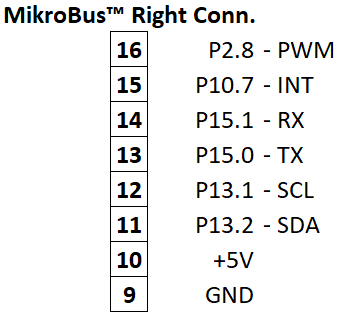 MikroBus™ Right Conn.
16 P2.8 - PWM
15 P10.7 - INT
14 P15.1 - RX
13 P15.0 - TX
12 P13.1 - SCL
11 P13.2 - SDA
10 +5V
9 GND